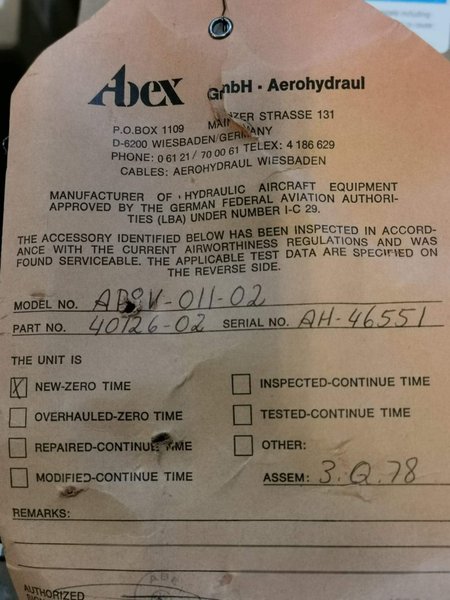 Abex GmbH · Aerohydraul
MAINZER STRASSE 131
P.O.BOX 1109
D-6200 WIESBADEN/GERMANY
PHONE: 0 61 21 / 70 00 61 TELEX: 4 186 629
CABLES: AEROHYDRAUL WIESBADEN
MANUFACTURER OF HYDRAULIC AIRCRAFT EQUIPMENT
APPROVED BY THE GERMAN FEDERAL AVIATION AUTHORI-
TIES (LBA) UNDER NUMBER I-C 29.
THE ACCESSORY IDENTIFIED BELOW HAS BEEN INSPECTED IN ACCORD-
ANCE WITH THE CURRENT AIRWORTHINESS REGULATIONS AND WAS
FOUND SERVICEABLE. THE APPLICABLE TEST DATA ARE SPECIFIED ON
THE REVERSE SIDE.
MODEL NO. AP8V-011-02
PART NO. 40726-02 SERIAL NO. AH-46551
THE UNIT IS
X NEW-ZERO TIME
INSPECTED-CONTINUE TIME
OVERHAULED-ZERO TIME
TESTED-CONTINUE TIME
REPAIRED-CONTINUE TIME
OTHER:
MODIFIED-CONTINUE TIME
ASSEM: 3.Q.78
REMARKS:
AUTHORIZED